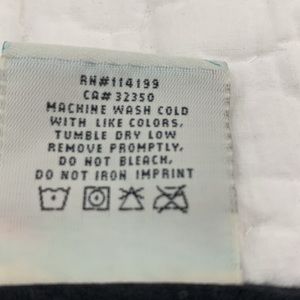 RN#114199
CA#32350
MACHINE WASH COLD
WITH LIKE COLORS,
TUMBLE DRY LOW
REMOVE PROMPTLY,
DO NOT BLEACH,
DO NOT IRON IMPRINT